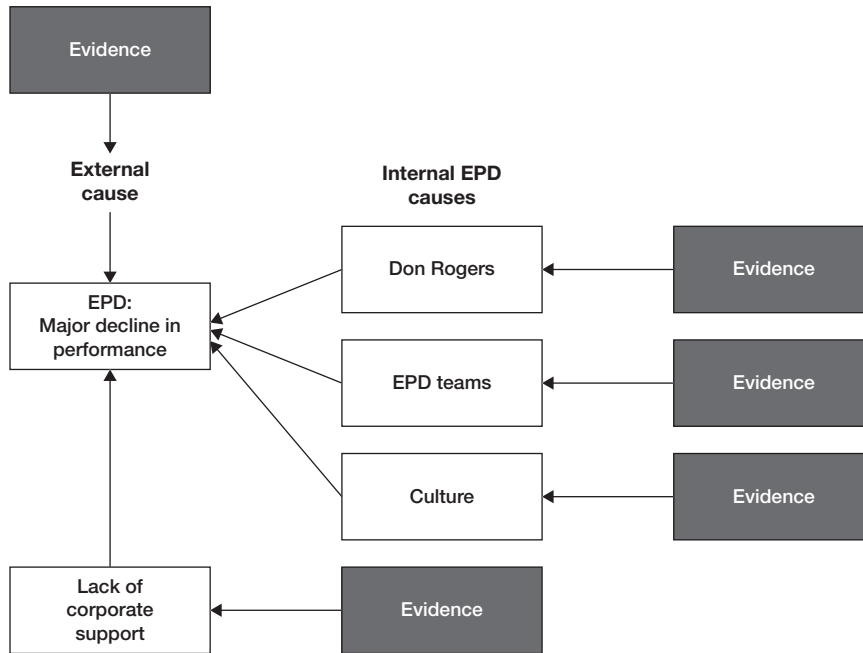 Evidence
External
cause
Internal EPD
causes
Don Rogers
Evidence
EPD:
Major decline in
performance
EPD teams
Evidence
Culture
Evidence
Lack of
corporate
support
Evidence